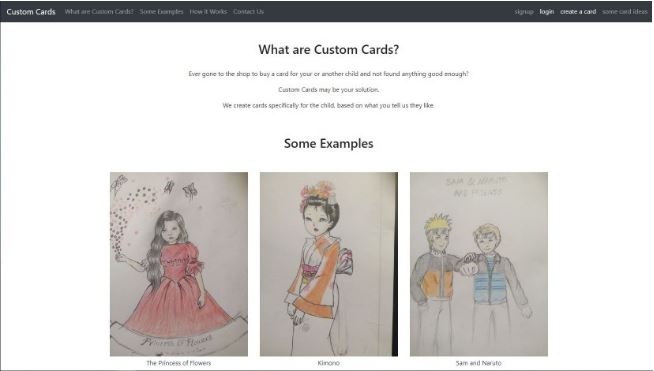 Custom Cards What are Custom Cards? Some Examples How it Works Contact Us signup login create a card some card ideas
What are Custom Cards?
Ever gone to the shop to buy a card for your or another child and not found anything good enough?
Custom Cards may be your solution.
We create cards specifically for the child, based on what you tell us they like.
Some Examples
Princess of Flowers
SAM & NARUTO
ARE FRIENDS
The Princess of Flowers
Kimono
Sam and Naruto